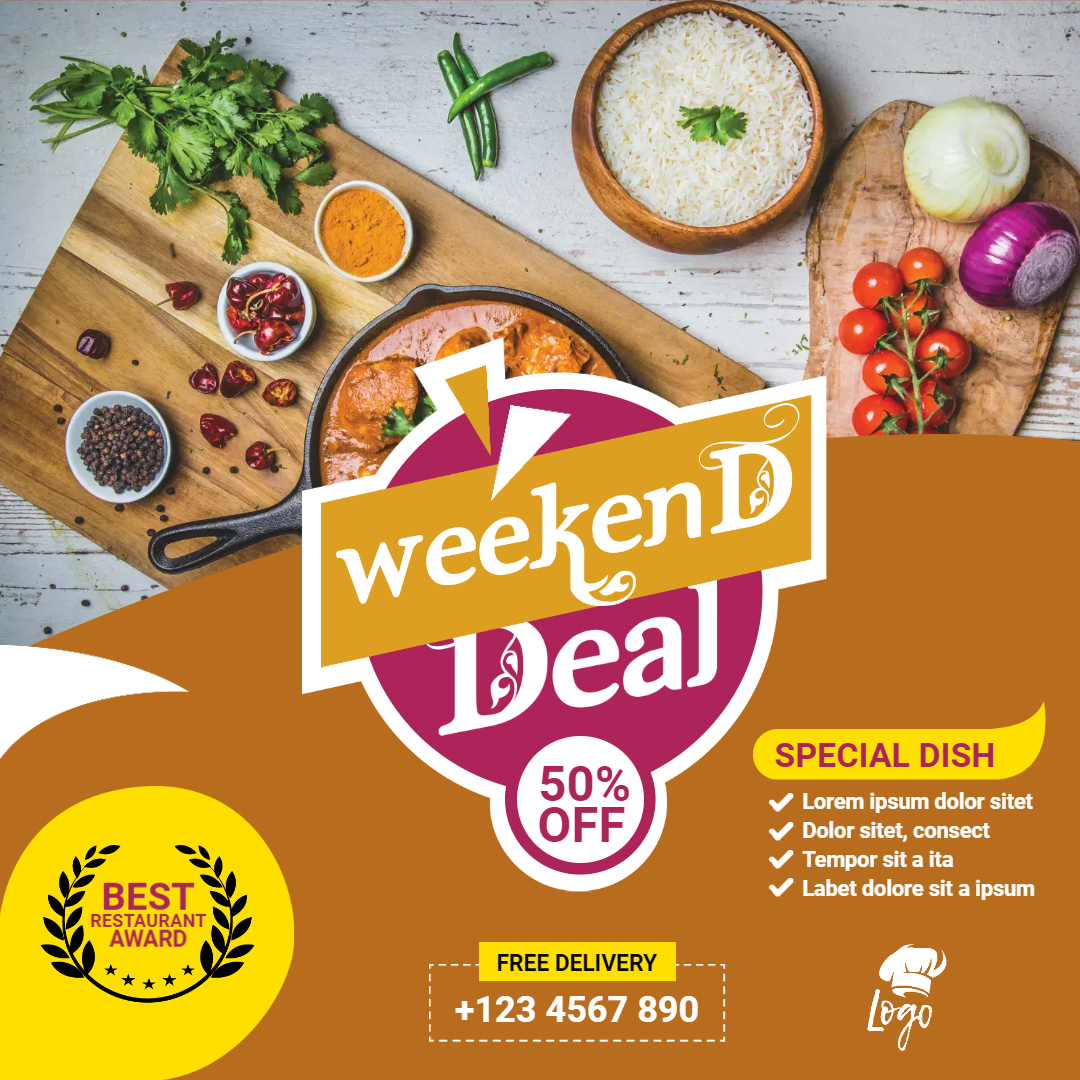 weekenD
Deal
50%
OFF
SPECIAL DISH
Lorem ipsum dolor sitet
Dolor sitet, consect
Tempor sit a ita
Labet dolore sit a ipsum
BEST
RESTAURANT
AWARD
FREE DELIVERY
+123 4567 890
Logo